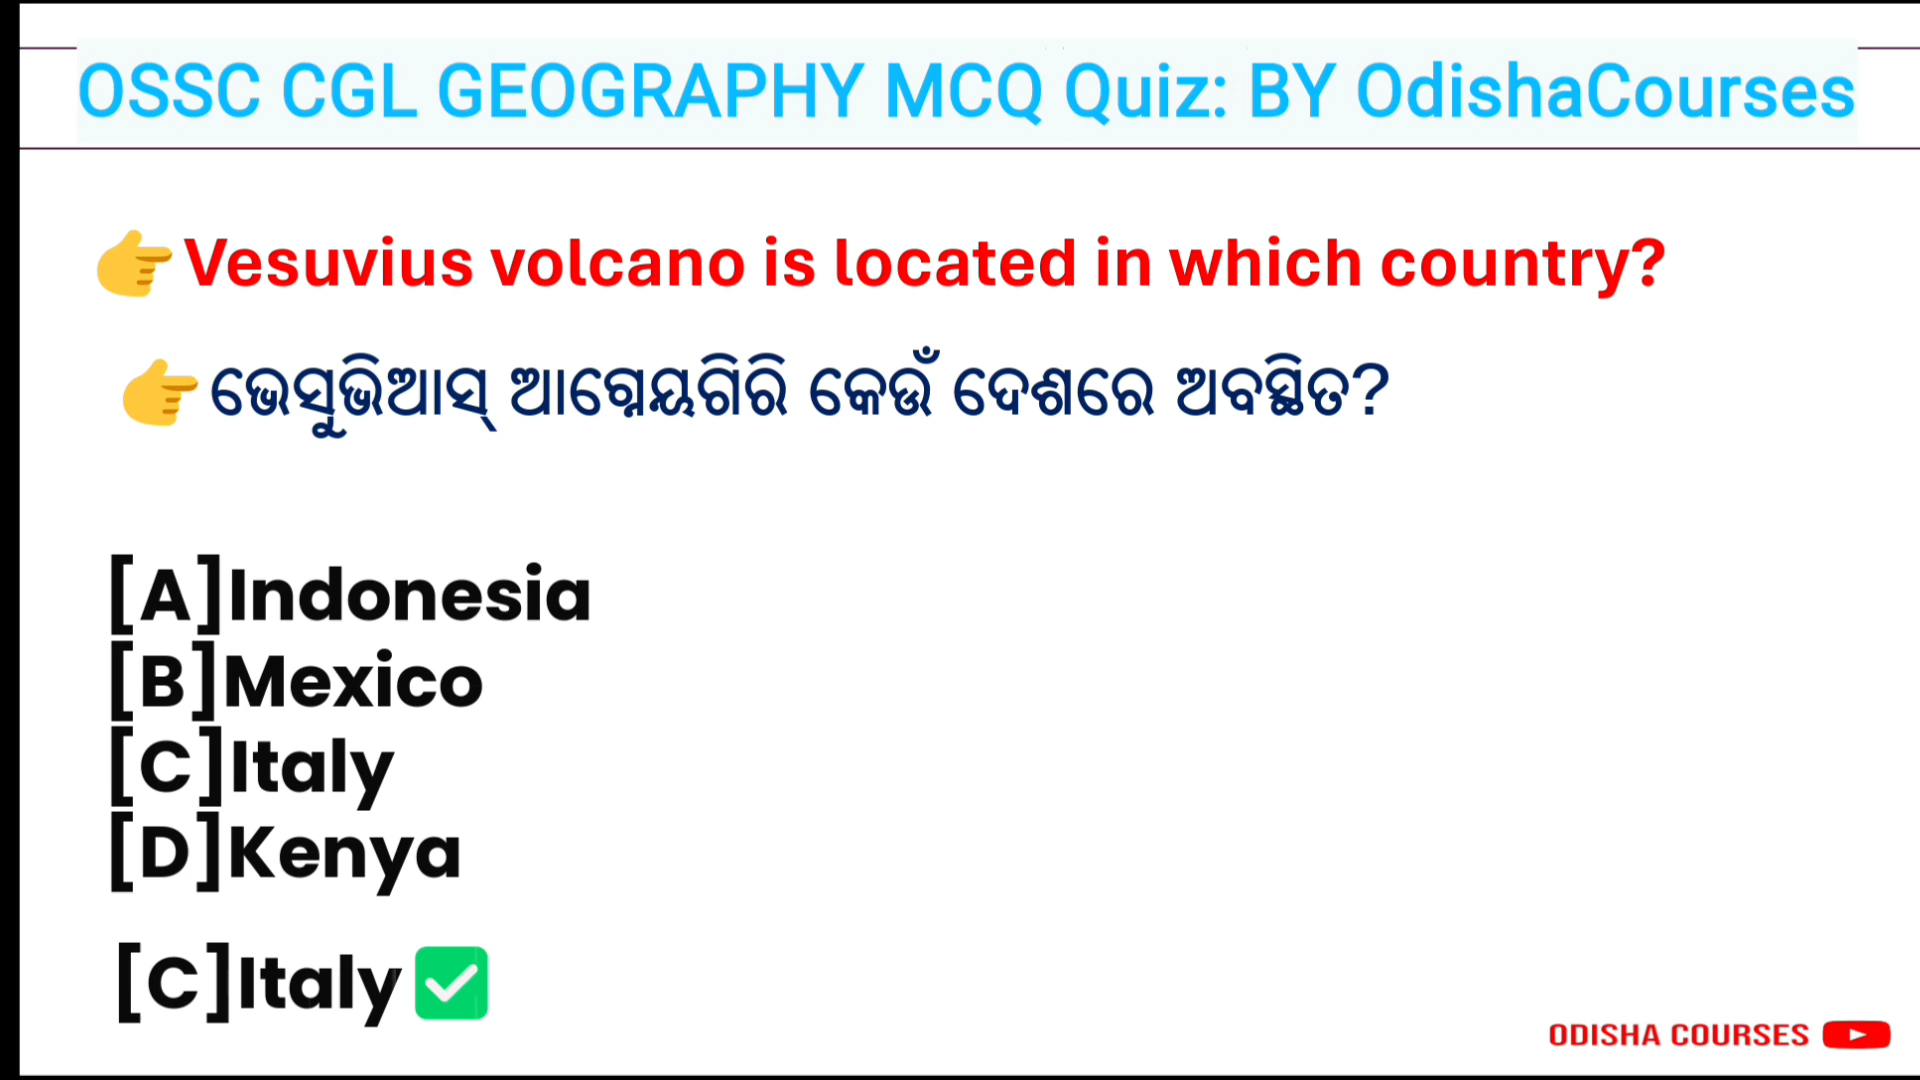 OSSC CGL GEOGRAPHY MCQ Quiz: BY OdishaCourses
👉Vesuvius volcano is located in which country?
👉ଭେସୁଭିଆସ୍ ଆଗ୍ନେୟଗିରି କେଉଁ ଦେଶରେ ଅବସ୍ଥିତ?
[A]Indonesia
[B]Mexico
[C]Italy
[D]Kenya
[C]Italy✅
ODISHA COURSES